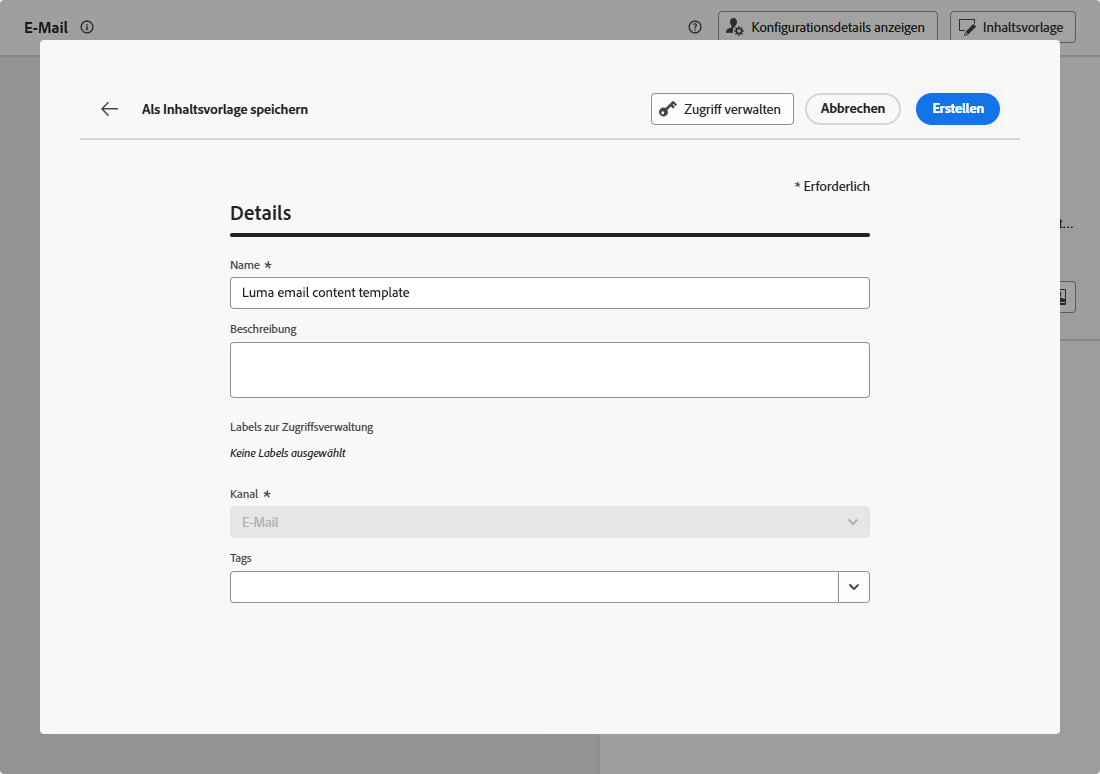 E-Mail
Konfigurationsdetails anzeigen
Inhaltsvorlage
Als Inhaltsvorlage speichern
Zugriff verwalten
Abbrechen
Erstellen
* Erforderlich
Details
t...
Name *
Luma email content template
Beschreibung
Labels zur Zugriffsverwaltung
Keine Labels ausgewählt
Kanal *
E-Mail
Tags